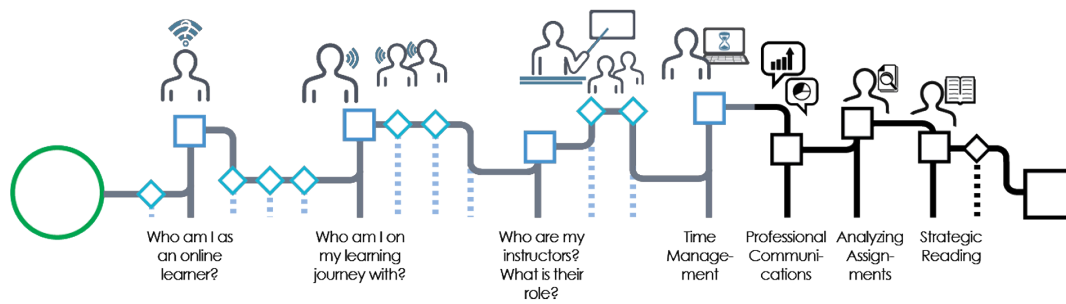 Who am I as
an online
learner?
Who am I on
my learning
journey with?
Who are my
instructors?
What is their
role?
Time
Manage-
ment
Professional
Communi-
cations
Analyzing
Assign-
ments
Strategic
Reading